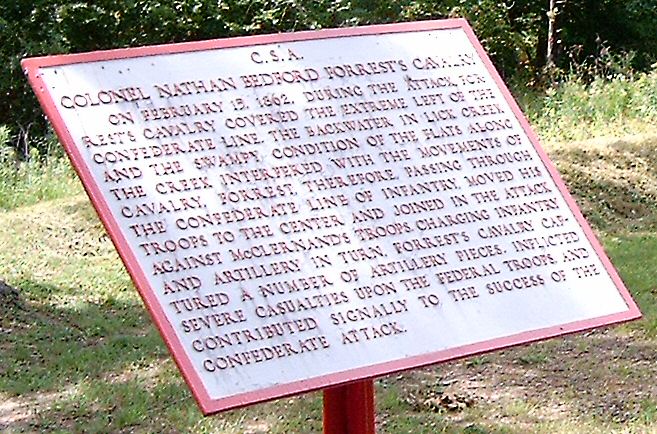 C.S.A.
COLONEL NATHAN BEDFORD FORREST'S CAVALRY
ON FEBRUARY 15, 1862, DURING THE ATTACK, FOR-
REST'S CAVALRY COVERED THE EXTREME LEFT OF THE
CONFEDERATE LINE. THE BACKWATER IN LICK CREEK
AND THE SWAMPY CONDITION OF THE FLATS ALONG
THE CREEK INTERFERED WITH THE MOVEMENTS OF
CAVALRY. FORREST, THEREFORE, PASSING THROUGH
THE CONFEDERATE LINE OF INFANTRY, MOVED HIS
TROOPS TO THE CENTER AND JOINED IN THE ATTACK
AGAINST McCLERNAND'S TROOPS. CHARGING INFANTRY
AND ARTILLERY IN TURN FORREST'S CAVALRY CAP-
TURED A NUMBER OF ARTILLERY PIECES, INFLICTED
SEVERE CASUALTIES UPON THE FEDERAL TROOPS, AND
CONTRIBUTED SIGNALLY TO THE SUCCESS OF THE
CONFEDERATE ATTACK.